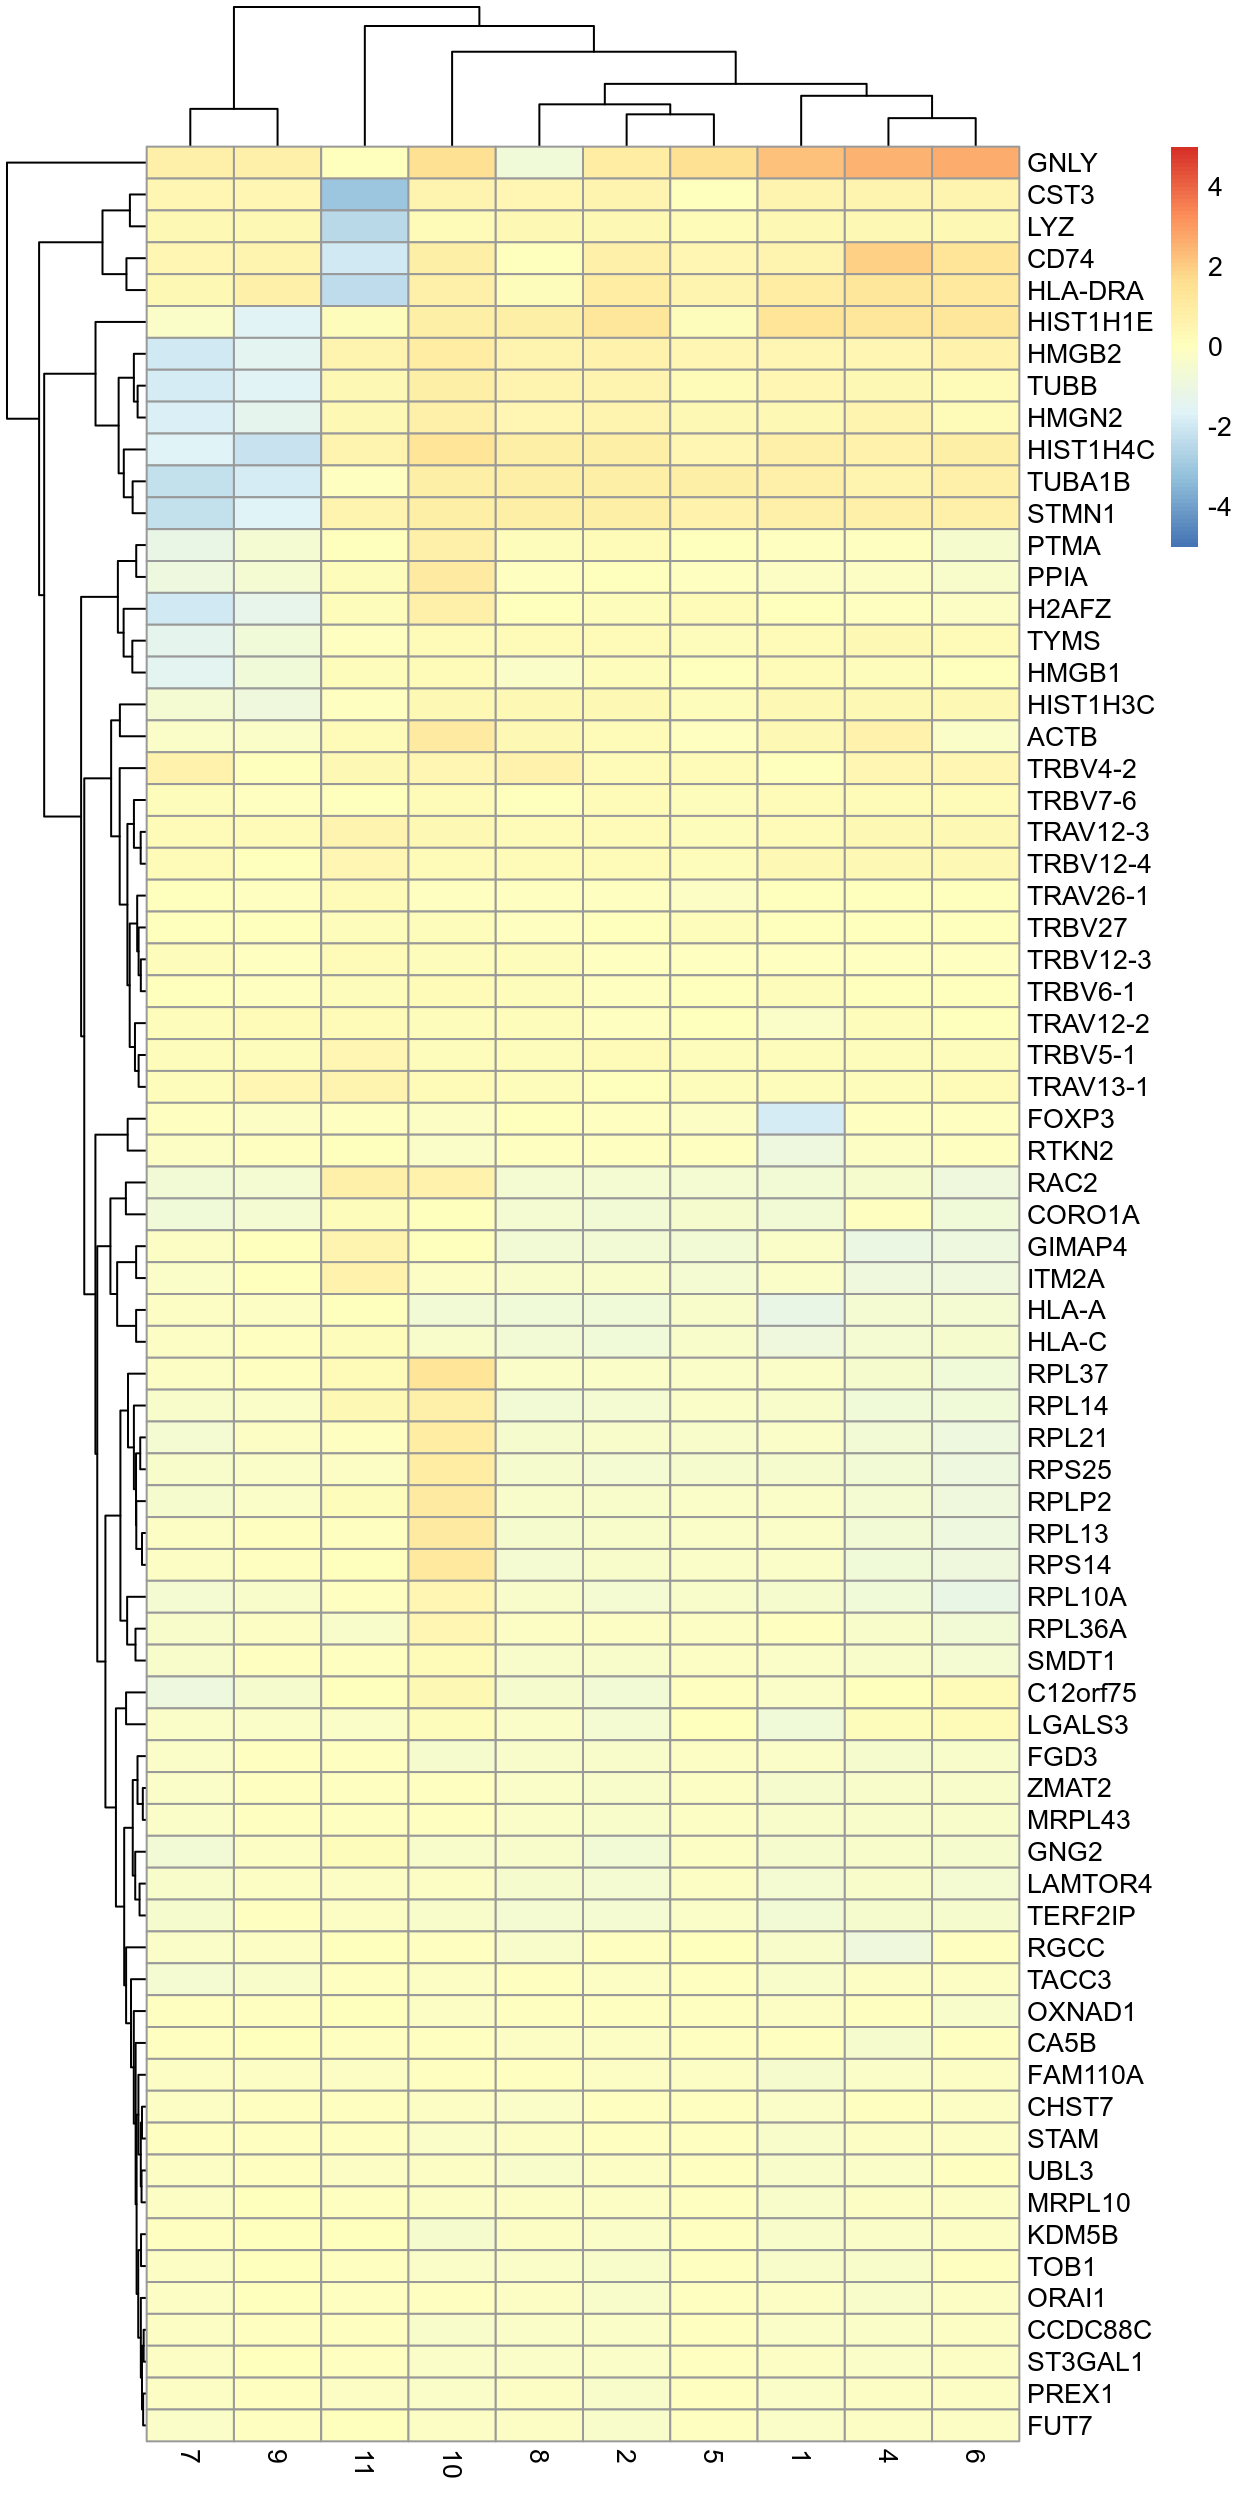 GNLY
CST3
LYZ
CD74
HLA-DRA
HIST1H1E
HMGB2
TUBB
HMGN2
HIST1H4C
TUBA1B
STMN1
PTMA
PPIA
H2AFZ
TYMS
HMGB1
HIST1H3C
ACTB
TRBV4-2
TRBV7-6
TRAV12-3
TRBV12-4
TRAV26-1
TRBV27
TRBV12-3
TRBV6-1
TRAV12-2
TRBV5-1
TRAV13-1
FOXP3
RTKN2
RAC2
CORO1A
GIMAP4
ITM2A
HLA-A
HLA-C
RPL37
RPL14
RPL21
RPS25
RPLP2
RPL13
RPS14
RPL10A
RPL36A
SMDT1
C12orf75
LGALS3
FGD3
ZMAT2
MRPL43
GNG2
LAMTOR4
TERF2IP
RGCC
TACC3
OXNAD1
CA5B
FAM110A
CHST7
STAM
UBL3
MRPL10
KDM5B
TOB1
ORAI1
CCDC88C
ST3GAL1
PREX1
FUT7
7 9 11 10 8 2 5 1 4 6
4
2
0
-2
-4